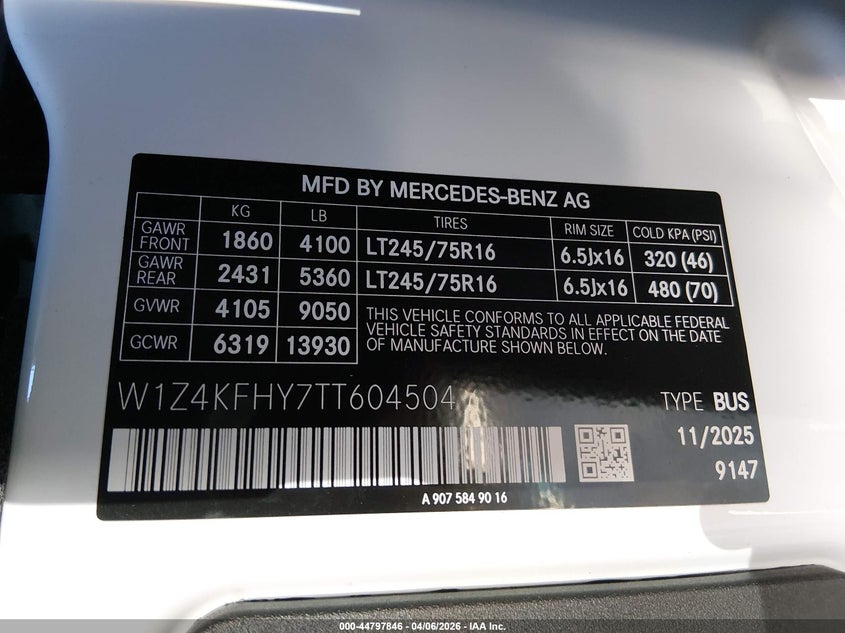 MFD BY MERCEDES-BENZ AG
KG LB TIRES RIM SIZE COLD KPA (PSI)
GAWR FRONT 1860 4100 LT245/75R16 6.5Jx16 320 (46)
GAWR REAR 2431 5360 LT245/75R16 6.5Jx16 480 (70)
GVWR 4105 9050
GCWR 6319 13930
THIS VEHICLE CONFORMS TO ALL APPLICABLE FEDERAL
VEHICLE SAFETY STANDARDS IN EFFECT ON THE DATE
OF MANUFACTURE SHOWN BELOW.
W1Z4KFHY7TT604504
TYPE BUS
11/2025
9147
A 907 584 90 16
000-44797846 - 04/06/2026 - IAA Inc.